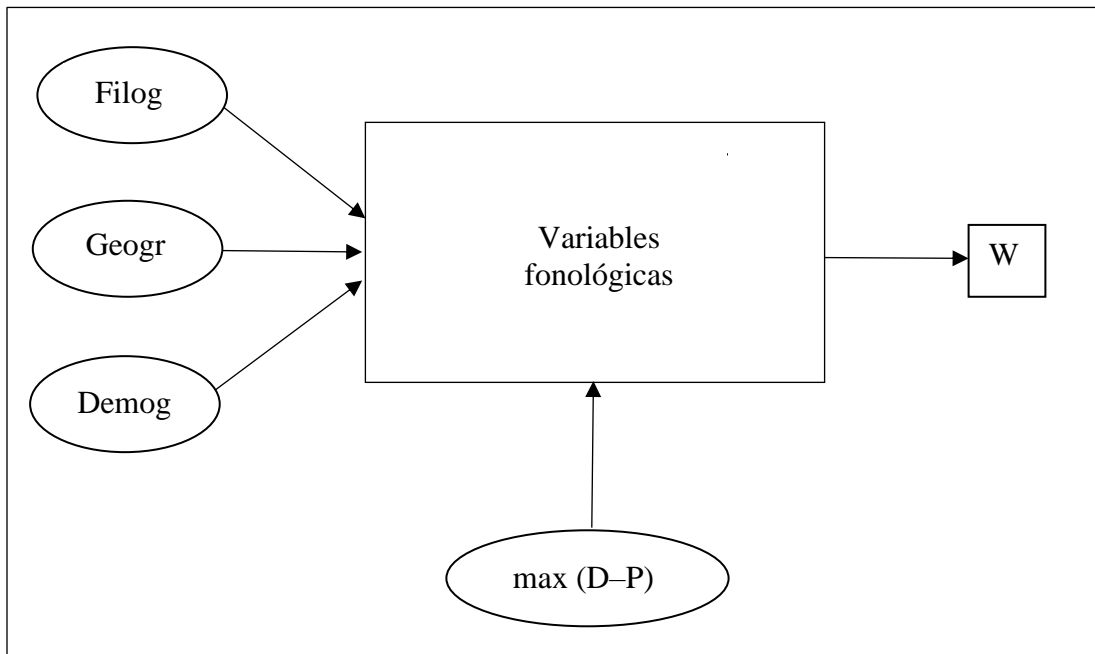 Filog
Geogr
Demog
Variables
fonológicas
W
max (D–P)